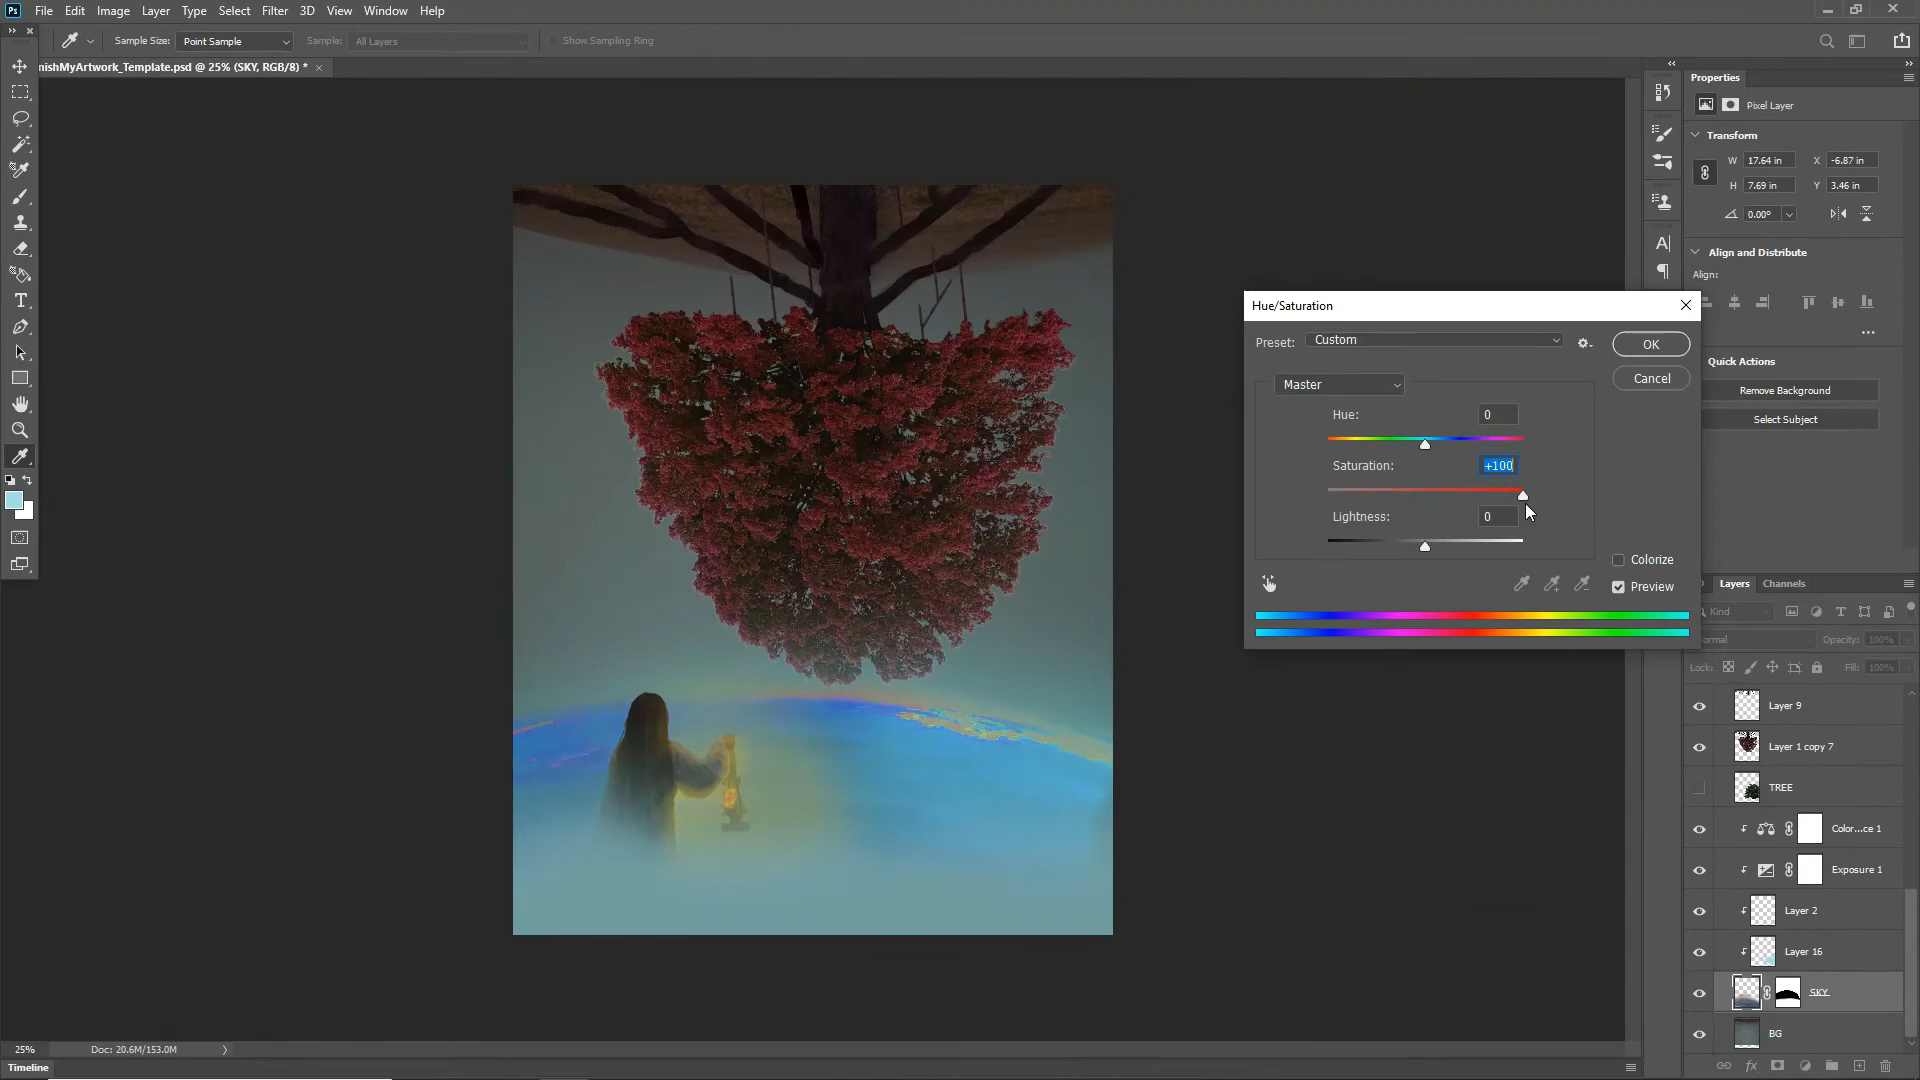 Ps File Edit Image Layer Type Select Filter 3D View Window Help
Sample Size: Point Sample Sample: All Layers Show Sampling Ring
nishMyArtwork_Template.psd @ 25% (SKY, RGB/8) *
Properties
Pixel Layer
Transform
W 17.64 in X -6.87 in
H 7.69 in Y 3.46 in
0.00°
Align and Distribute
Align:
Quick Actions
Remove Background
Select Subject
Hue/Saturation
Preset: Custom
OK
Cancel
Master
Hue: 0
Saturation: +100
Lightness: 0
Colorize
Preview
Layers Channels
Kind
ormal Opacity: 100%
Lock: Fill: 100%
Layer 9
Layer 1 copy 7
TREE
Color...ce 1
Exposure 1
Layer 2
Layer 16
SKY
BG
25% Doc: 20.6M/153.0M
Timeline